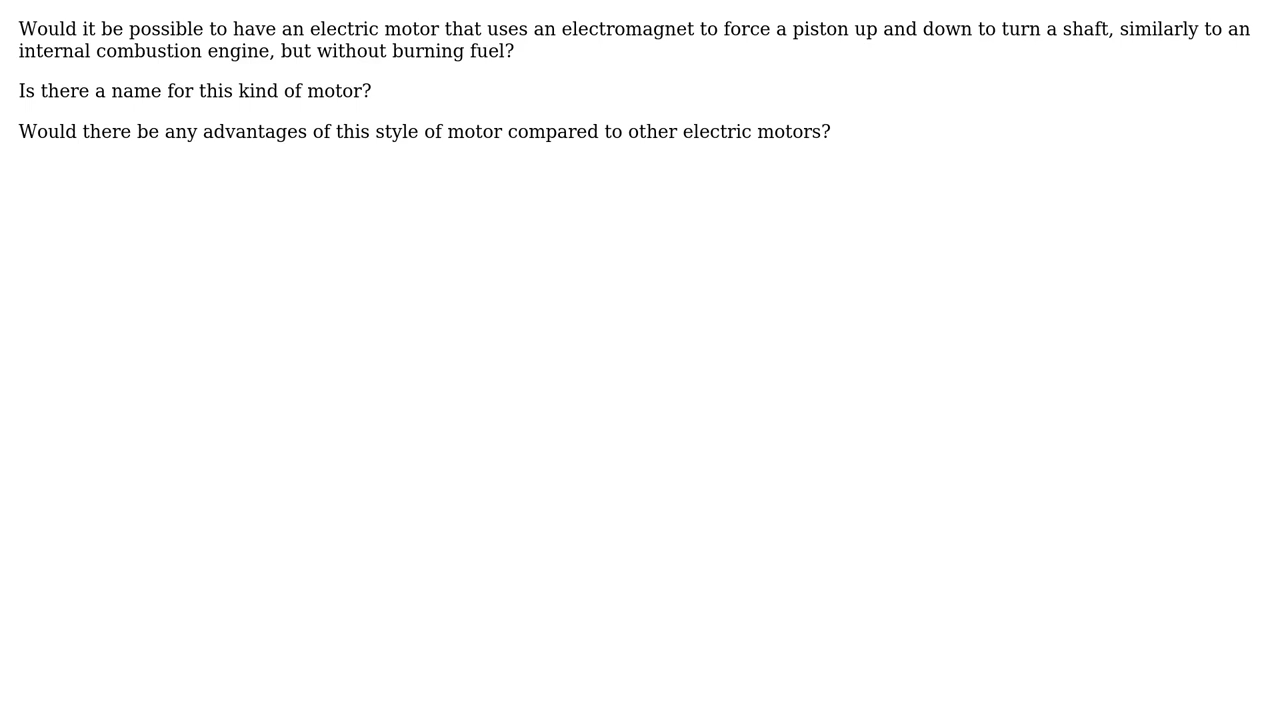 Would it be possible to have an electric motor that uses an electromagnet to force a piston up and down to turn a shaft, similarly to an
internal combustion engine, but without burning fuel?
Is there a name for this kind of motor?
Would there be any advantages of this style of motor compared to other electric motors?